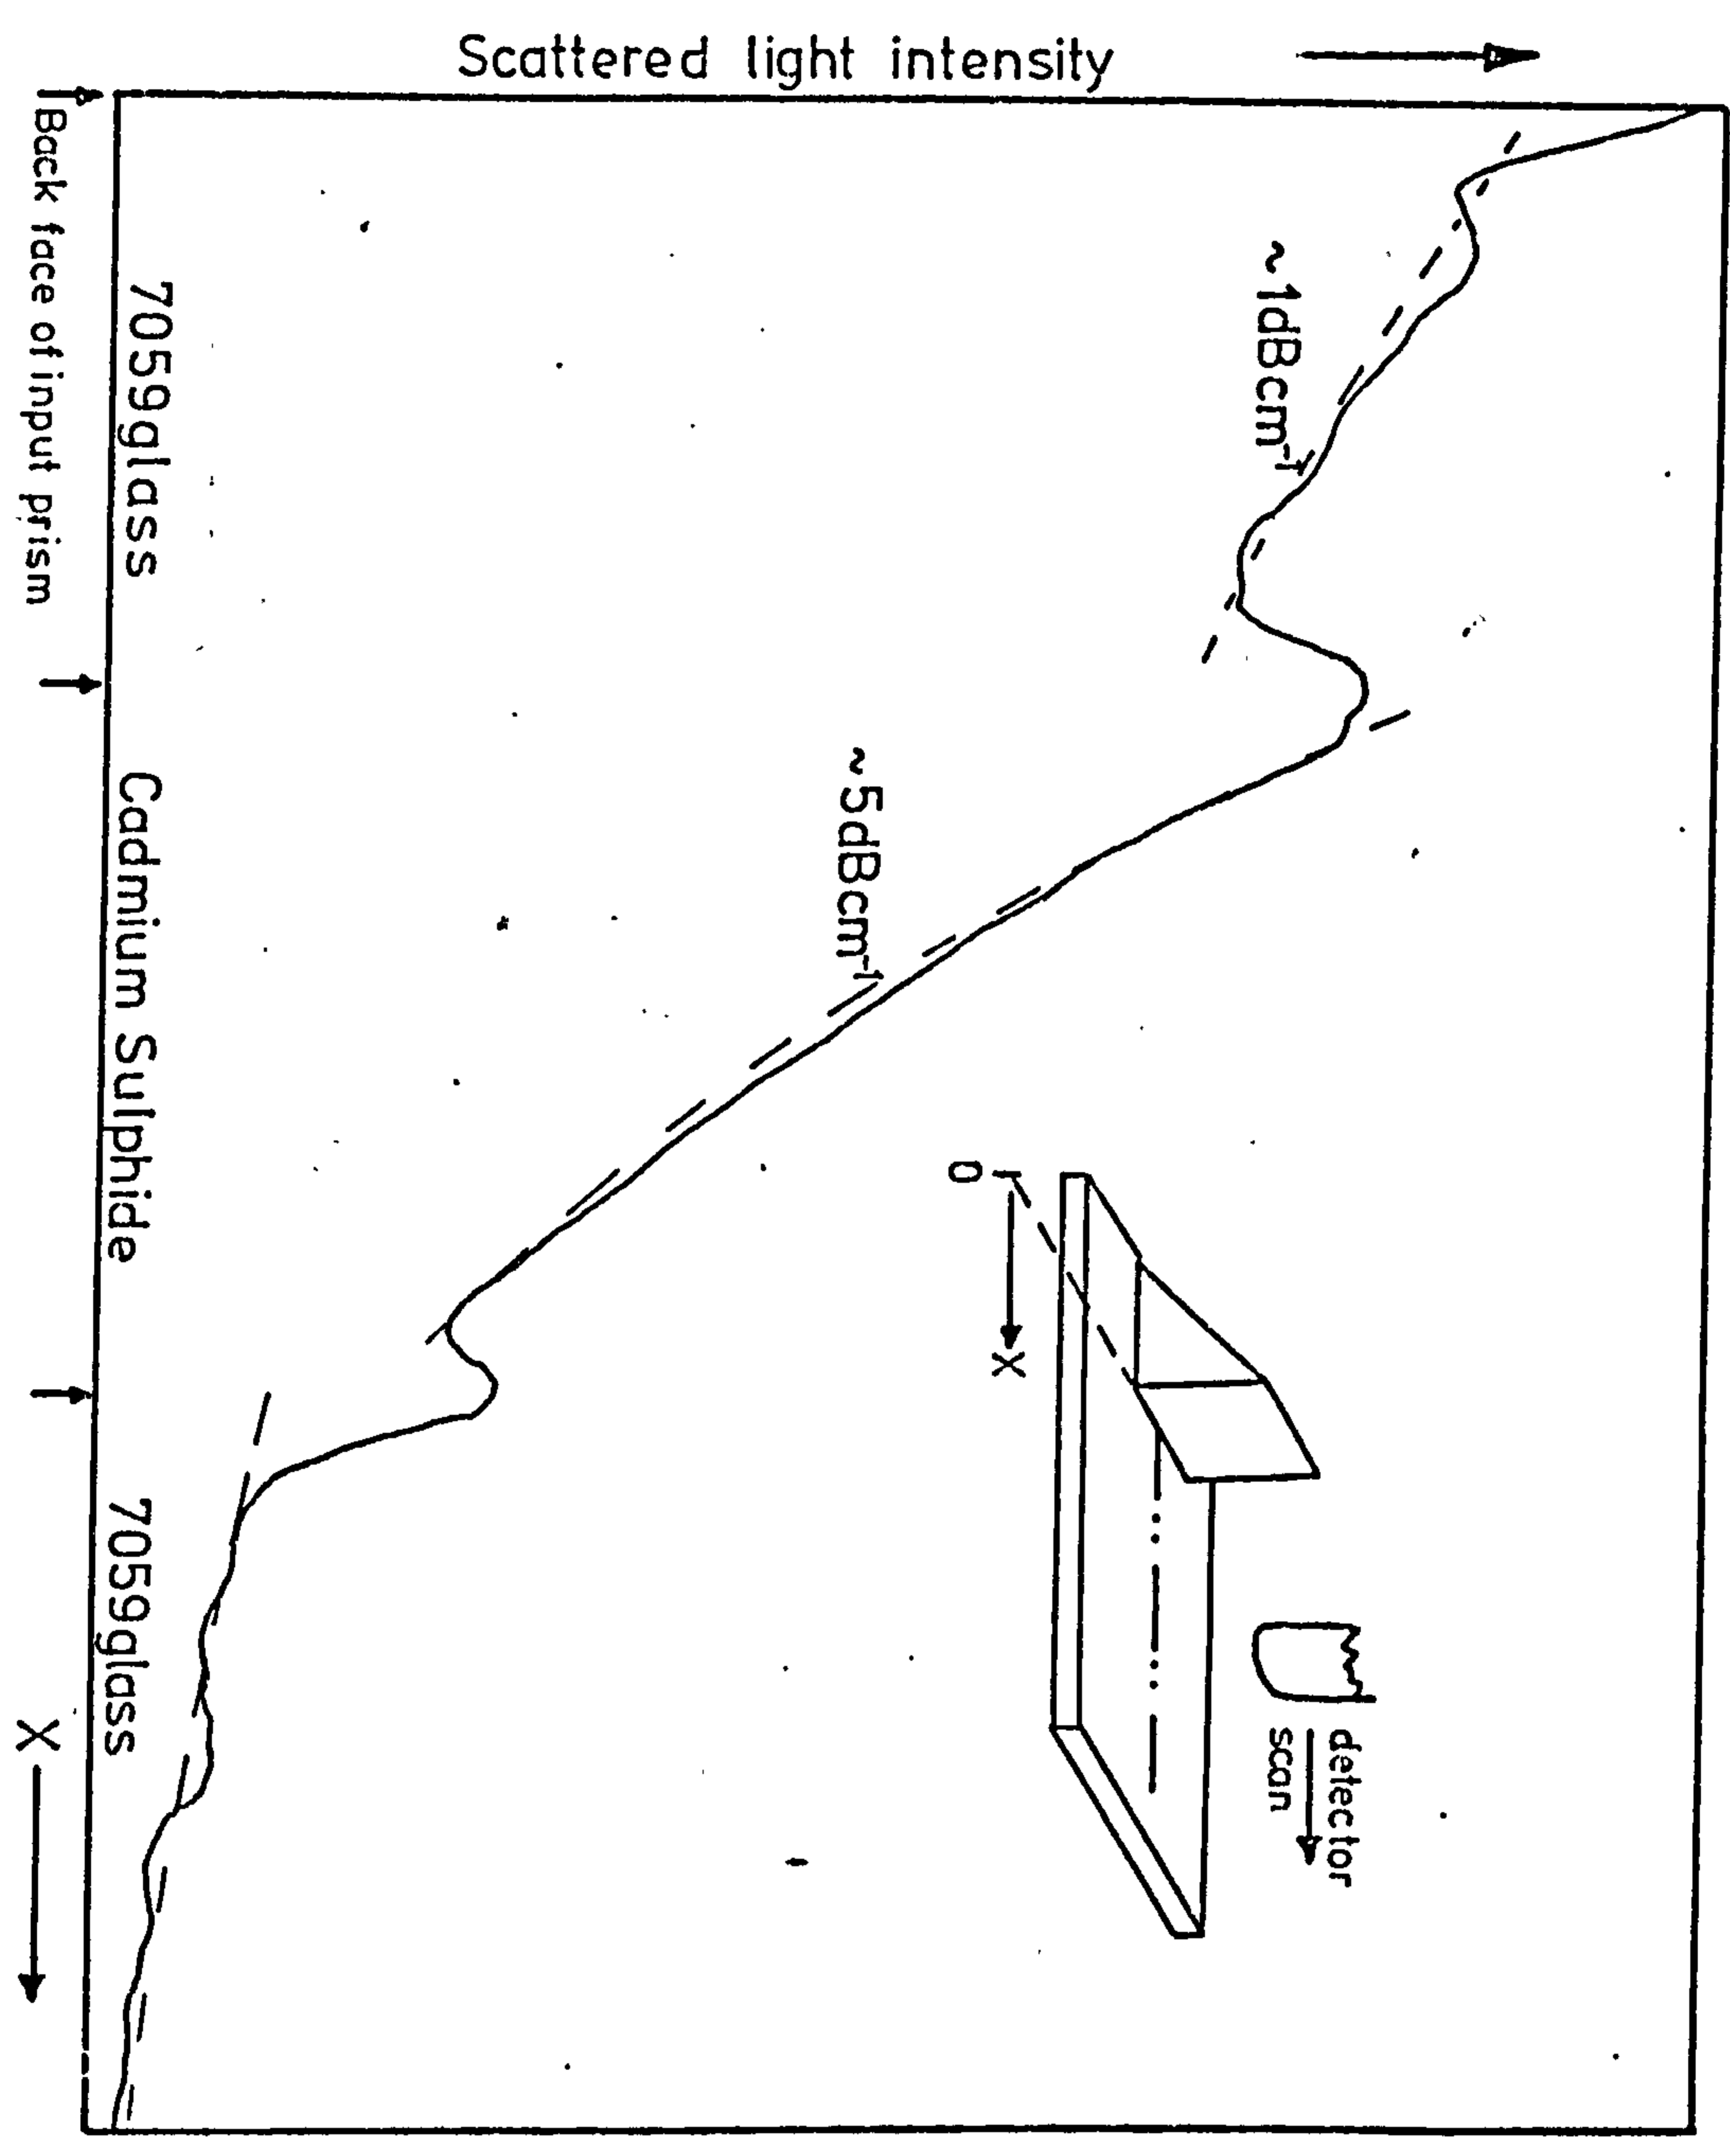 Scattered light intensity
~1dBcm⁻¹
~5dBcm⁻¹
0
X
detector
scan
7059glass
Cadmium Sulphide
7059glass
Back face of input prism
X